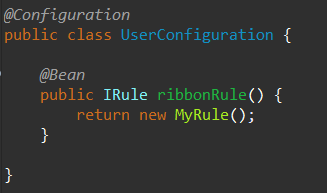 @Configuration
public class UserConfiguration {
@Bean
public IRule ribbonRule() {
return new MyRule();
}
}